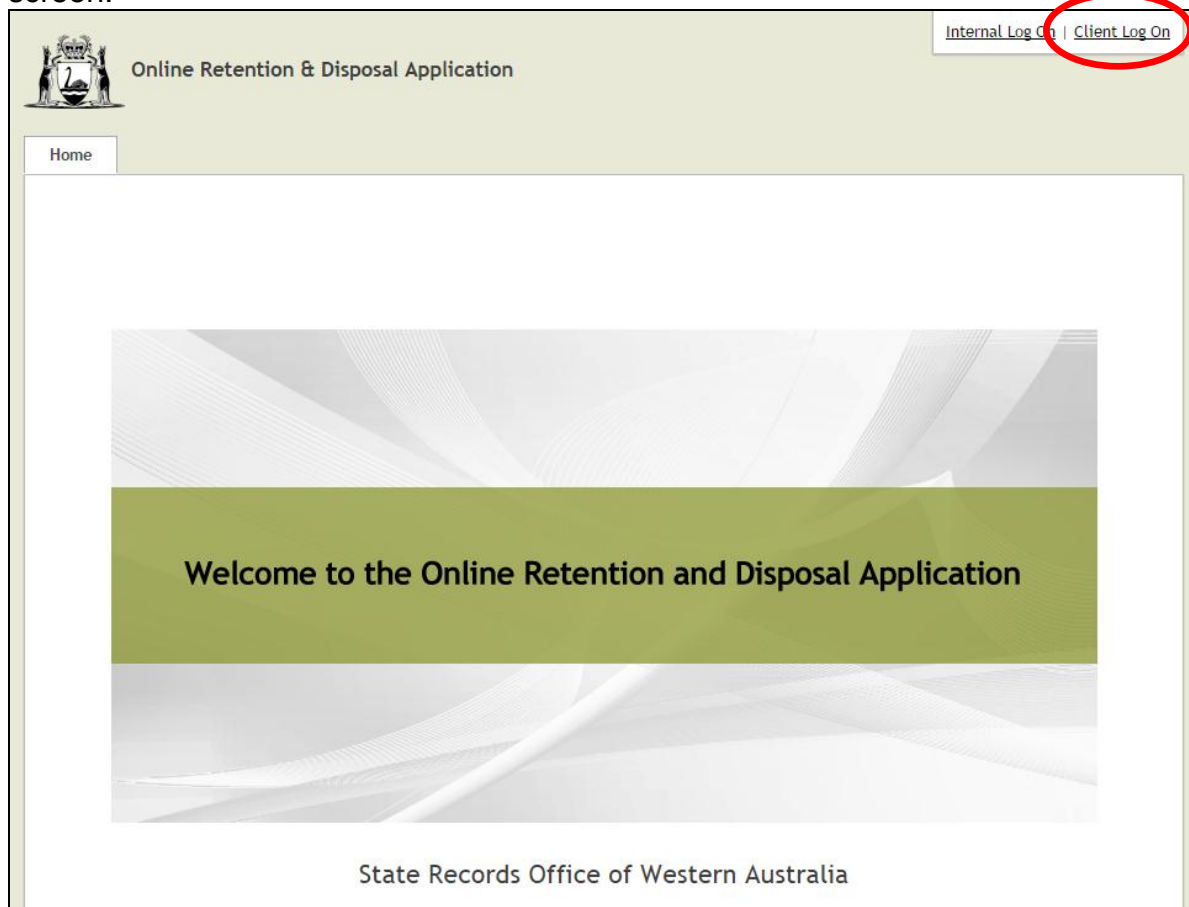 screen.
Internal Log On | Client Log On
Online Retention & Disposal Application
Home
Welcome to the Online Retention and Disposal Application
State Records Office of Western Australia